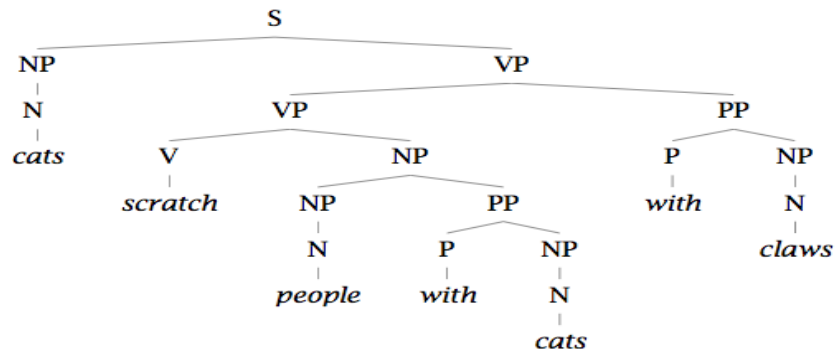 S
NP VP
N VP PP
cats V NP P NP
scratch NP PP with N
N P NP claws
people with N
cats